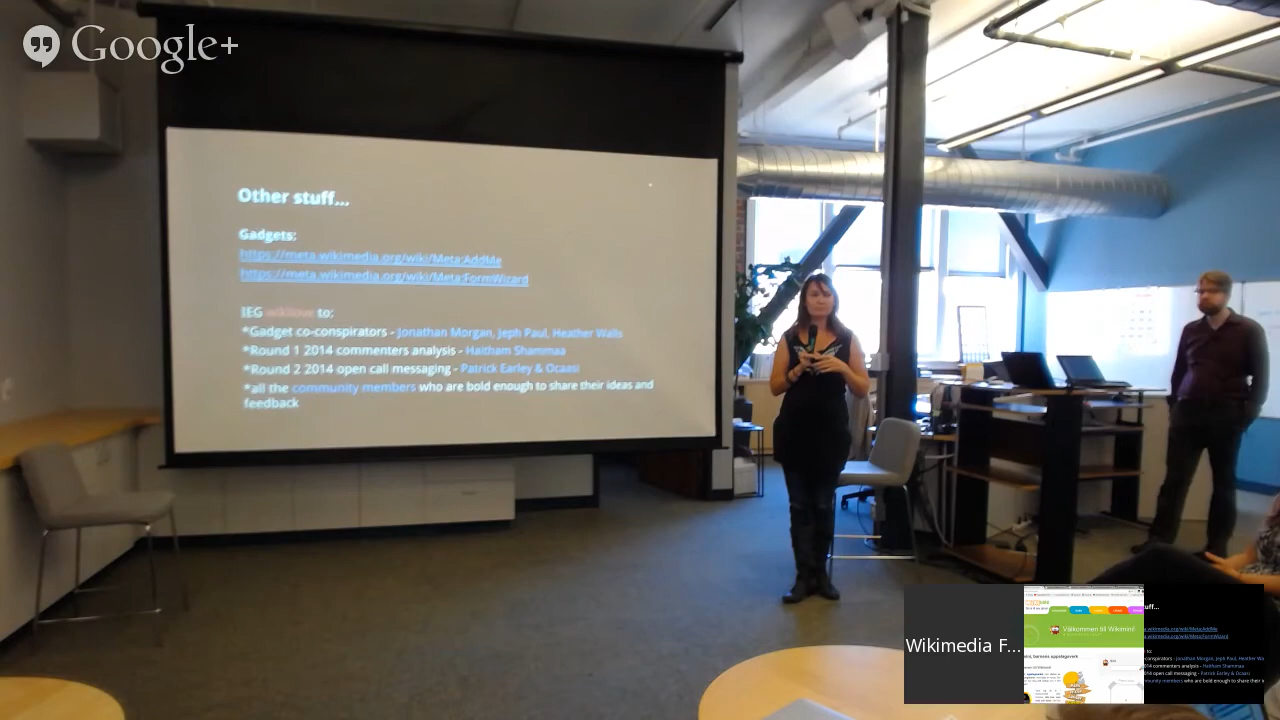 Google+
Other stuff...
Gadgets:
https://meta.wikimedia.org/wiki/Meta:AddMe
https://meta.wikimedia.org/wiki/Meta:FormWizard
IEG wikilove to:
*Gadget co-conspirators - Jonathan Morgan, Jeph Paul, Heather Walls
*Round 1 2014 commenters analysis - Haitham Shammaa
*Round 2 2014 open call messaging - Patrick Earley & Ocaasi
*all the community members who are bold enough to share their ideas and
feedback
Wikimedia F...
Välkommen till Wikimini!